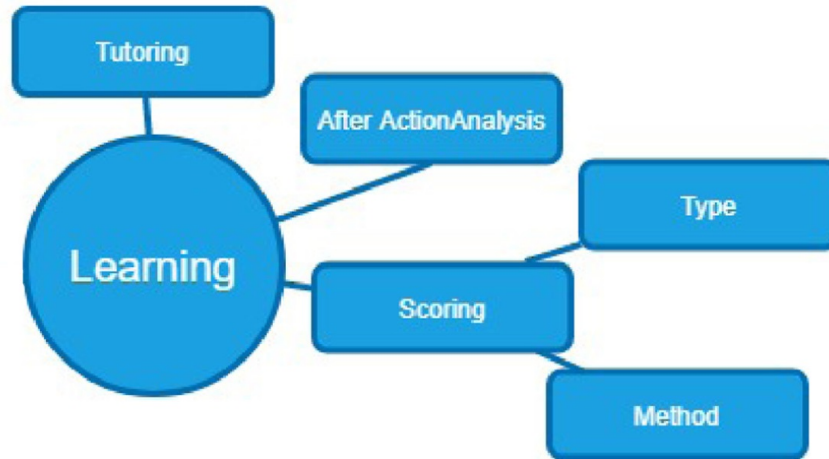 Tutoring
After ActionAnalysis
Type
Learning
Scoring
Method